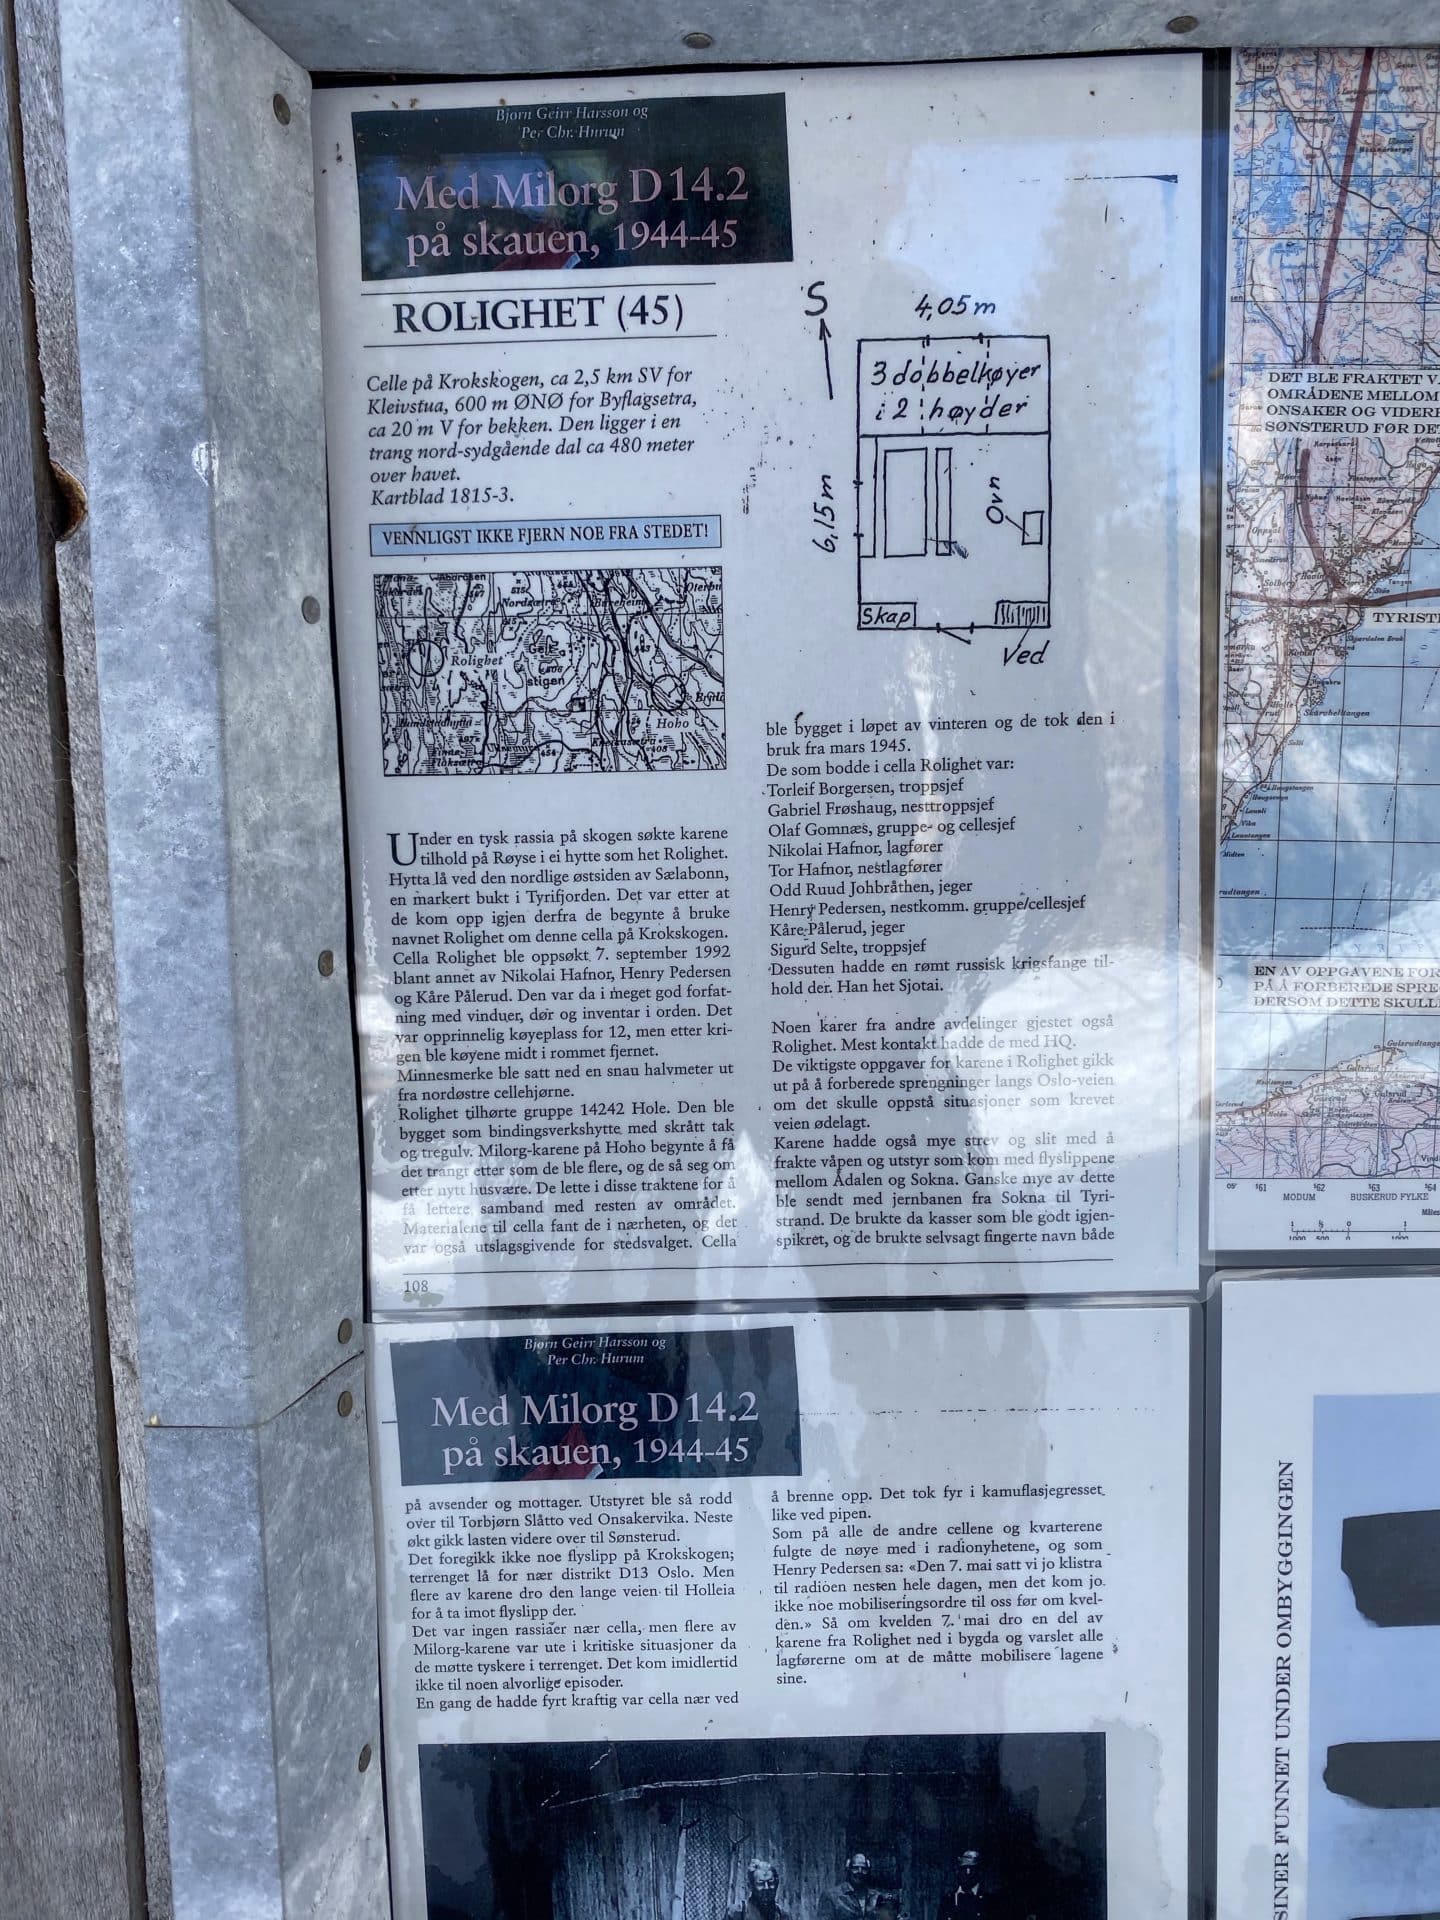 Bjørn Geirr Harsson og
Per Chr. Hurum
Med Milorg D 14.2
på skauen, 1944-45
ROLIGHET (45)
Celle på Krokskogen, ca 2,5 km SV for
Kleivstua, 600 m ØNØ for Byflagsetra,
ca 20 m V for bekken. Den ligger i en
trang nord-sydgående dal ca 480 meter
over havet.
Kartblad 1815-3.
VENNLIGST IKKE FJERN NOE FRA STEDET!
Rolighet
stigen
Hoho
Under en tysk rassia på skogen søkte karene
tilhold på Røyse i ei hytte som het Rolighet.
Hytta lå ved den nordlige østsiden av Sælabonn,
en markert bukt i Tyrifjorden. Det var etter at
de kom opp igjen derfra de begynte å bruke
navnet Rolighet om denne cella på Krokskogen.
Cella Rolighet ble oppsøkt 7. september 1992
blant annet av Nikolai Hafnor, Henry Pedersen
og Kåre Pålerud. Den var da i meget god forfat-
ning med vinduer, dør og inventar i orden. Det
var opprinnelig køyeplass for 12, men etter kri-
gen ble køyene midt i rommet fjernet.
Minnesmerke ble satt ned en snau halvmeter ut
fra nordøstre cellehjørne.
Rolighet tilhørte gruppe 14242 Hole. Den ble
bygget som bindingsverkshytte med skrått tak
og tregulv. Milorg-karene på Hoho begynte å få
det trangt etter som de ble flere, og de så seg om
etter nytt husvære. De lette i disse traktene for å
få lettere samband med resten av området.
Materialene til cella fant de i nærheten, og det
var også utslagsgivende for stedsvalget. Cella
108
S
4,05 m
3 dobbelkøyer
i 2 høyder
6,15 m
Ovn
Skap
Ved
ble bygget i løpet av vinteren og de tok den i
bruk fra mars 1945.
De som bodde i cella Rolighet var:
Torleif Borgersen, troppsjef
Gabriel Frøshaug, nesttroppsjef
Olaf Gomnæs, gruppe- og cellesjef
Nikolai Hafnor, lagfører
Tor Hafnor, nestlagfører
Odd Ruud Johbråthen, jeger
Henry Pedersen, nestkomm. gruppe/cellesjef
Kåre Pålerud, jeger
Sigurd Selte, troppsjef
Dessuten hadde en rømt russisk krigsfange til-
hold der. Han het Sjotai.
Noen karer fra andre avdelinger gjestet også
Rolighet. Mest kontakt hadde de med HQ.
De viktigste oppgaver for karene i Rolighet gikk
ut på å forberede sprengninger langs Oslo-veien
om det skulle oppstå situasjoner som krevet
veien ødelagt.
Karene hadde også mye strev og slit med å
frakte våpen og utstyr som kom med flyslippene
mellom Ådalen og Sokna. Ganske mye av dette
ble sendt med jernbanen fra Sokna til Tyri-
strand. De brukte da kasser som ble godt igjen-
spikret, og de brukte selvsagt fingerte navn både
Bjørn Geirr Harsson og
Per Chr. Hurum
Med Milorg D 14.2
på skauen, 1944-45
på avsender og mottager. Utstyret ble så rodd
over til Torbjørn Slåtto ved Onsakervika. Neste
økt gikk lasten videre over til Sønsterud.
Det foregikk ikke noe flyslipp på Krokskogen;
terrenget lå for nær distrikt D13 Oslo. Men
flere av karene dro den lange veien til Holleia
for å ta imot flyslipp der.
Det var ingen rassiaer nær cella, men flere av
Milorg-karene var ute i kritiske situasjoner da
de møtte tyskere i terrenget. Det kom imidlertid
ikke til noen alvorlige episoder.
En gang de hadde fyrt kraftig var cella nær ved
å brenne opp. Det tok fyr i kamuflasjegresset
like ved pipen.
Som på alle de andre cellene og kvarterene
fulgte de nøye med i radionyhetene, og som
Henry Pedersen sa: «Den 7. mai satt vi jo klistra
til radioen nesten hele dagen, men det kom jo
ikke noe mobiliseringsordre til oss før om kvel-
den.» Så om kvelden 7. mai dro en del av
karene fra Rolighet ned i bygda og varslet alle
lagførerne om at de måtte mobilisere lagene
sine.
DET BLE FRAKTET V
OMRÅDENE MELLOM
ONSAKER OG VIDERE
SØNSTERUD FØR DET
TYRIST
EN AV OPPGAVENE FOR
PÅ Å FORBEREDE SPRE
DERSOM DETTE SKULL
MODUM
BUSKERUD FYLKE
SINER FUNNET UNDER OMBYGGINGEN